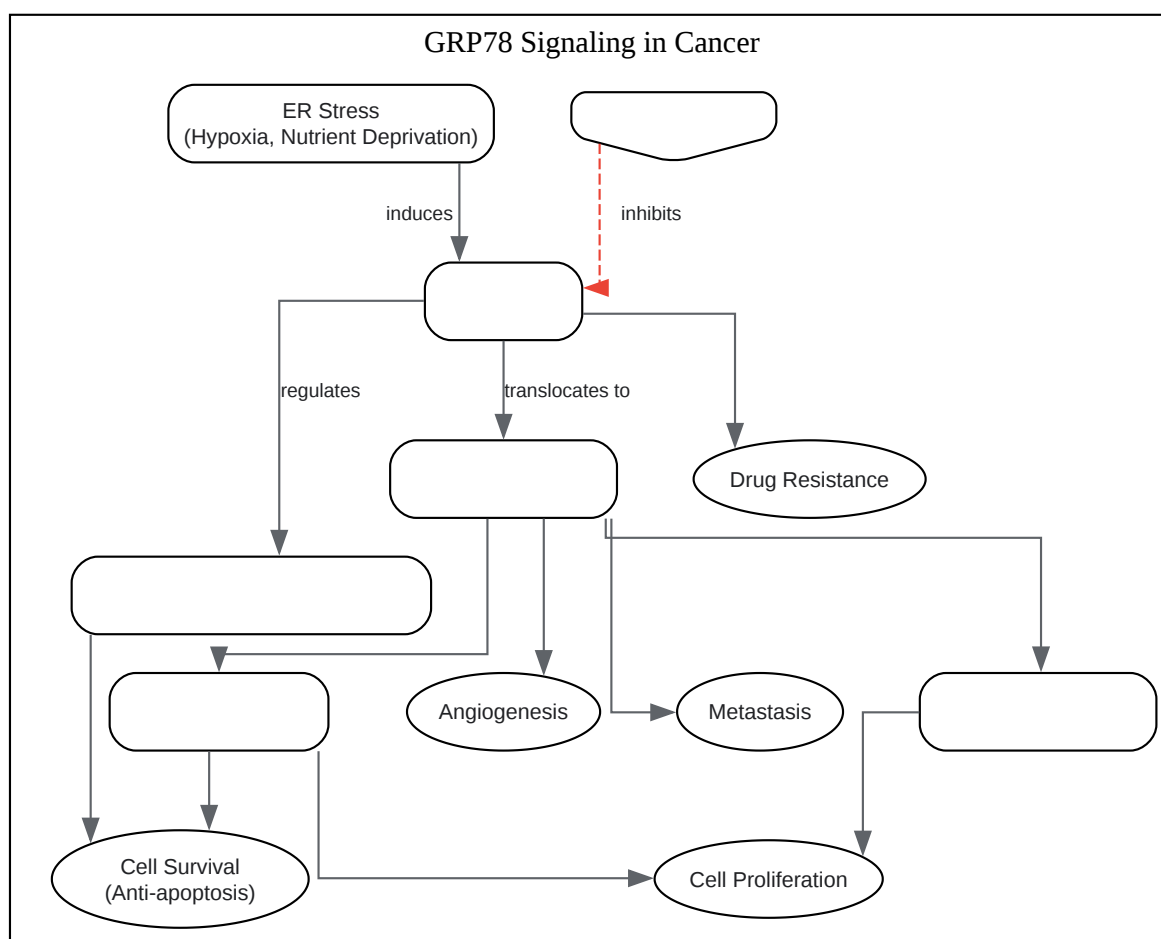 GRP78 Signaling in Cancer
ER Stress
(Hypoxia, Nutrient Deprivation)
induces
inhibits
regulates
translocates to
Drug Resistance
Angiogenesis
Metastasis
Cell Survival
(Anti-apoptosis)
Cell Proliferation